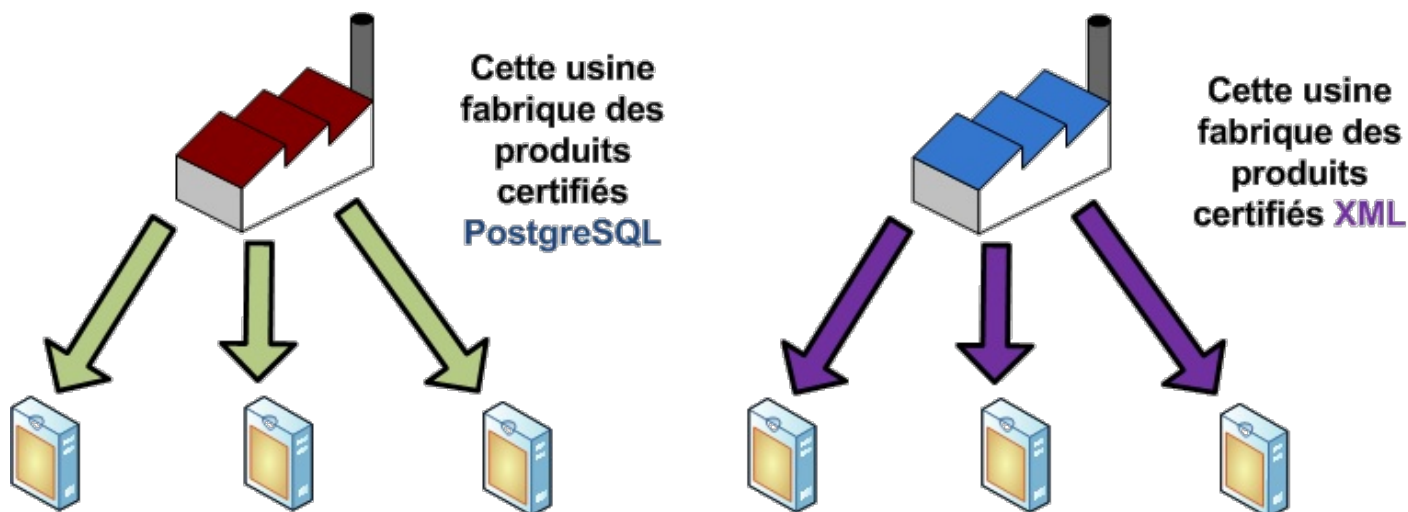 Cette usine
fabrique des
produits
certifiés
PostgreSQL
Cette usine
fabrique des
produits
certifiés XML